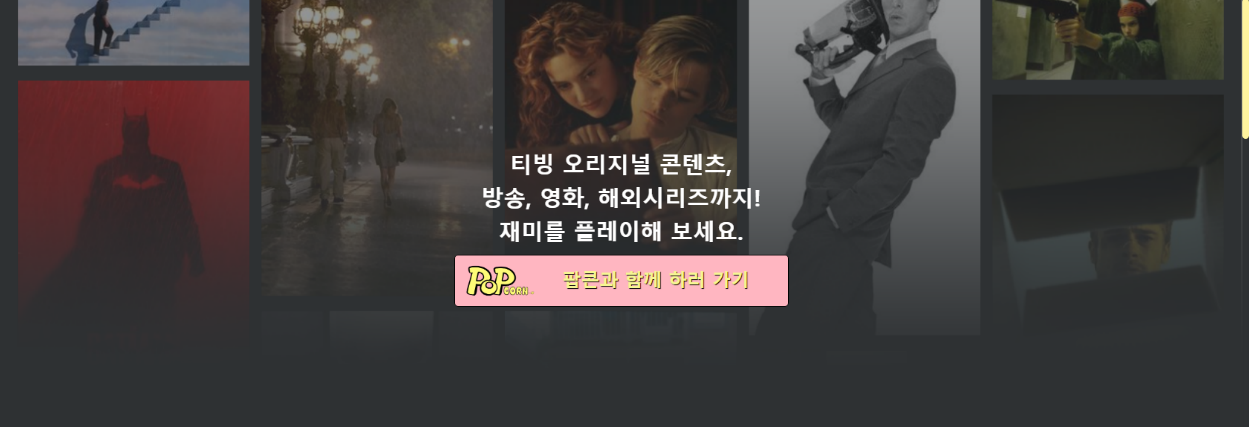 티빙 오리지널 콘텐츠,
방송, 영화, 해외시리즈까지!
재미를 플레이해 보세요.
POP CORN 팝콘과 함께 하러 가기